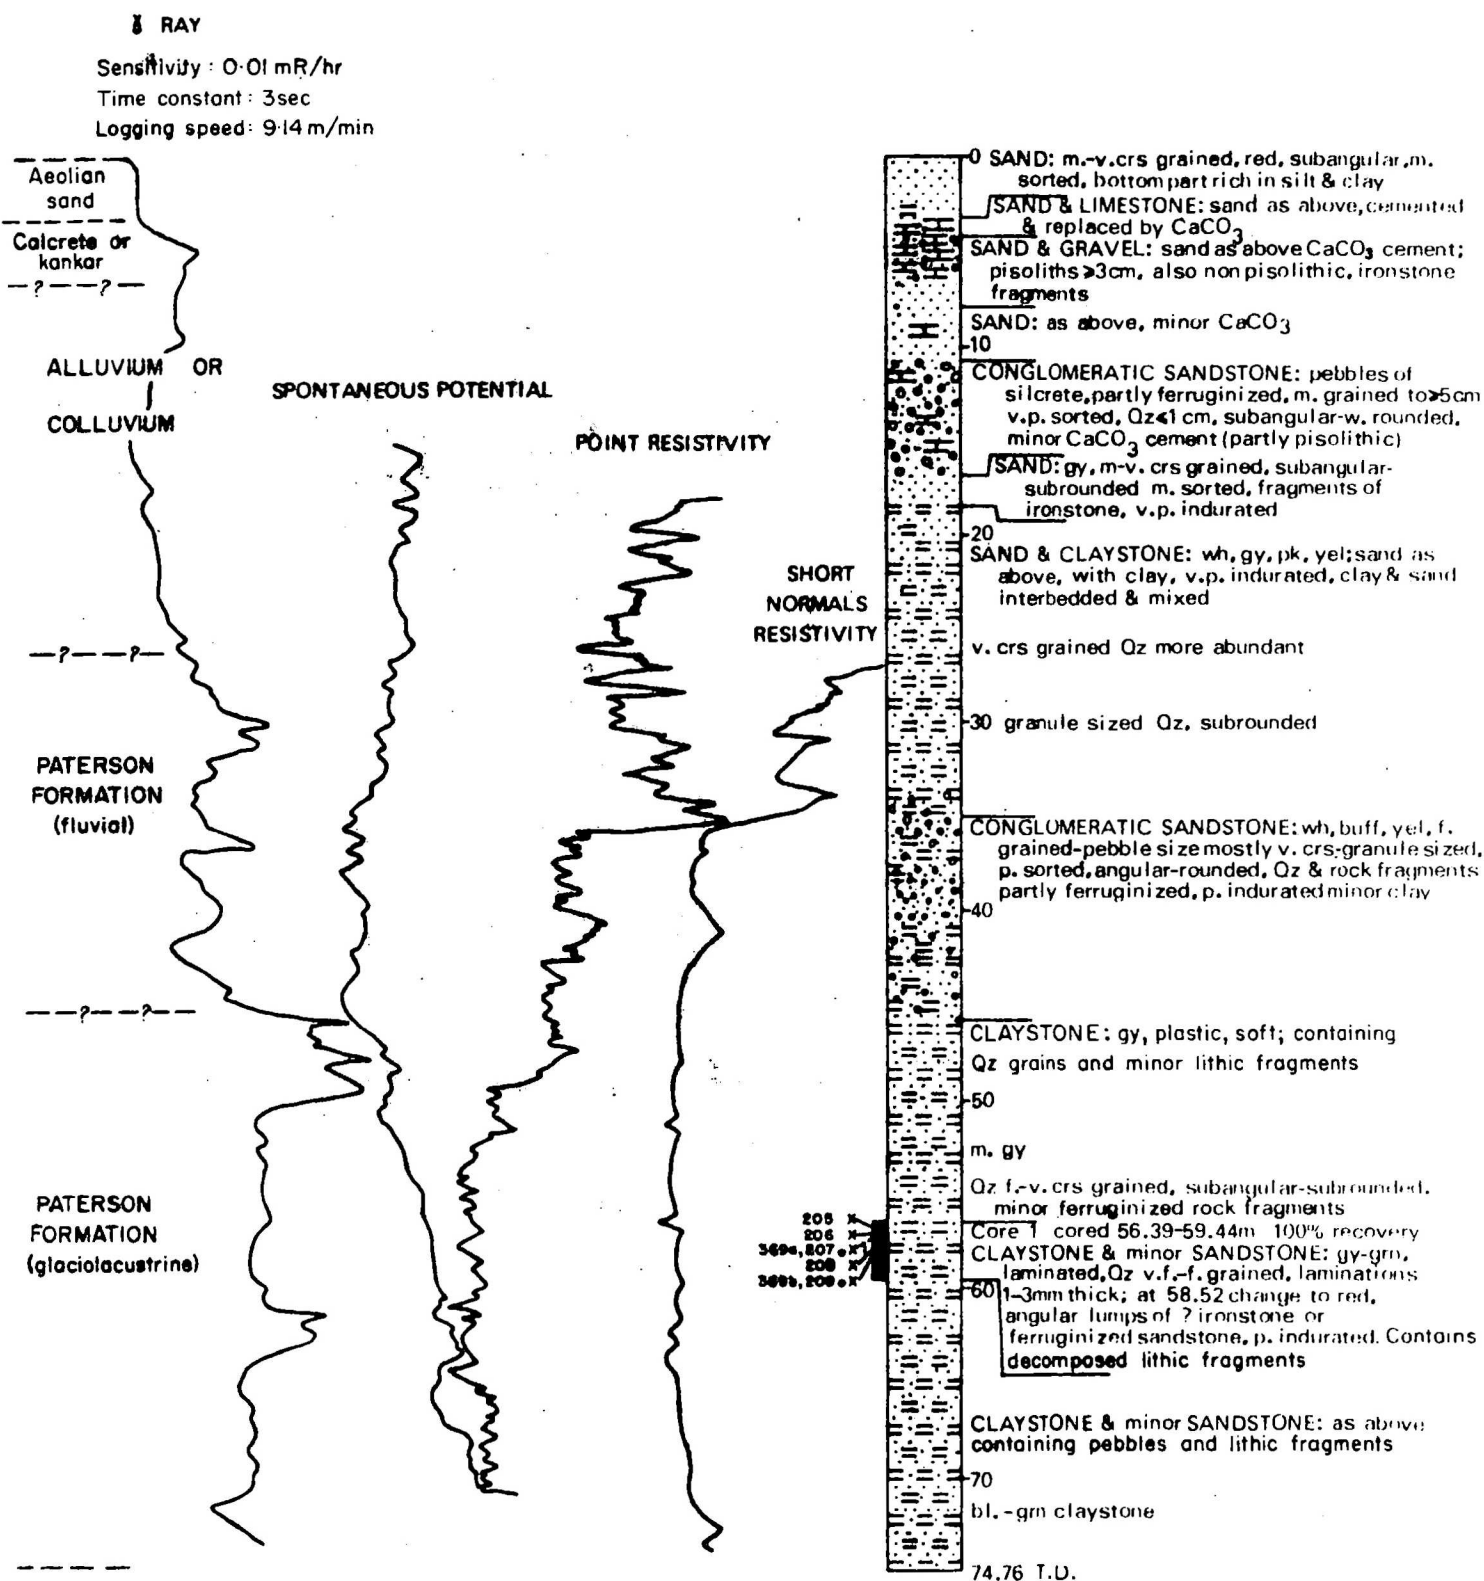 ɣ RAY
Sensitivity : 0·01 mR/hr
Time constant : 3sec
Logging speed: 9·14 m/min
Aeolian
sand
Calcrete or
kankar
—?——?—
ALLUVIUM OR
COLLUVIUM
—?——?—
PATERSON
FORMATION
(fluvial)
——?——?——
PATERSON
FORMATION
(glaciolacustrine)
SPONTANEOUS POTENTIAL
POINT RESISTIVITY
SHORT
NORMALS
RESISTIVITY
205 x
206 x
369a, 207 • x
208 x
369b, 209 • x
0
10
20
30
40
50
60
70
74.76 T.D.
SAND: m.-v.crs grained, red, subangular, m.
sorted, bottom part rich in silt & clay
SAND & LIMESTONE: sand as above, cemented
& replaced by CaCO3
SAND & GRAVEL: sand as above CaCO3 cement;
pisoliths ⩾3cm, also non pisolithic, ironstone
fragments
SAND: as above, minor CaCO3
CONGLOMERATIC SANDSTONE: pebbles of
silcrete, partly ferruginized, m. grained to >5cm
v.p. sorted, Qz ⩽1 cm, subangular-w. rounded,
minor CaCO3 cement (partly pisolithic)
SAND: gy, m-v. crs grained, subangular-
subrounded m. sorted, fragments of
ironstone, v.p. indurated
SAND & CLAYSTONE: wh, gy, pk, yel; sand as
above, with clay, v.p. indurated, clay & sand
interbedded & mixed
v. crs grained Qz more abundant
granule sized Qz, subrounded
CONGLOMERATIC SANDSTONE: wh, buff, yel, f.
grained-pebble size mostly v. crs-granule sized,
p. sorted, angular-rounded, Qz & rock fragments
partly ferruginized, p. indurated minor clay
CLAYSTONE: gy, plastic, soft; containing
Qz grains and minor lithic fragments
m. gy
Qz f.-v. crs grained, subangular-subrounded,
minor ferruginized rock fragments
Core 1 cored 56.39-59.44m 100% recovery
CLAYSTONE & minor SANDSTONE: gy-grn,
laminated, Qz v.f.-f. grained, laminations
1-3mm thick; at 58.52 change to red,
angular lumps of ? ironstone or
ferruginized sandstone, p. indurated. Contains
decomposed lithic fragments
CLAYSTONE & minor SANDSTONE: as above
containing pebbles and lithic fragments
bl.-grn claystone